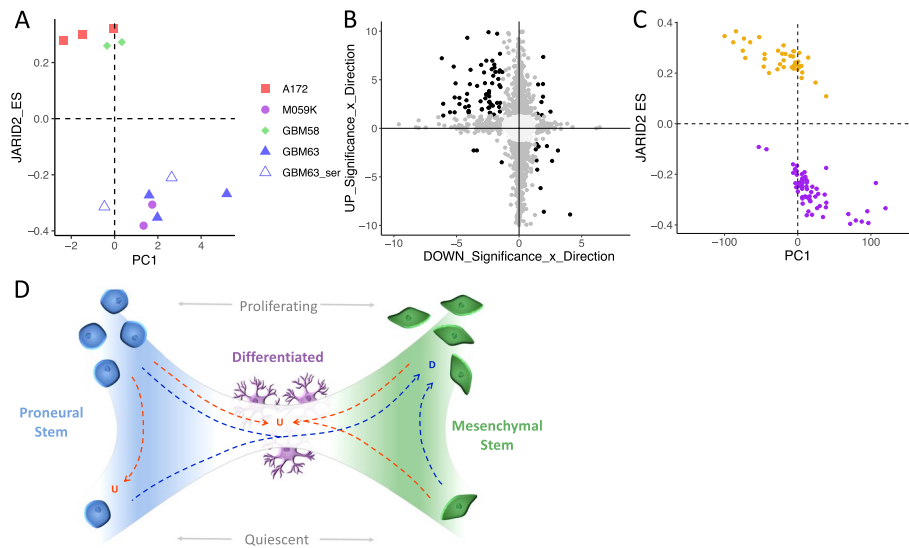 A
JARID2_ES
0.2
0.0
−0.2
−0.4
−2
0
2
4
PC1
A172
M059K
GBM58
GBM63
GBM63_ser
B
UP_Significance_x_Direction
10
5
0
−5
−10
−10
−5
0
5
DOWN_Significance_x_Direction
C
JARID2 ES
0.4
0.2
0.0
−0.2
−0.4
−100
0
100
PC1
D
Proliferating
Differentiated
Proneural
Stem
Mesenchymal
Stem
U
D
U
Quiescent